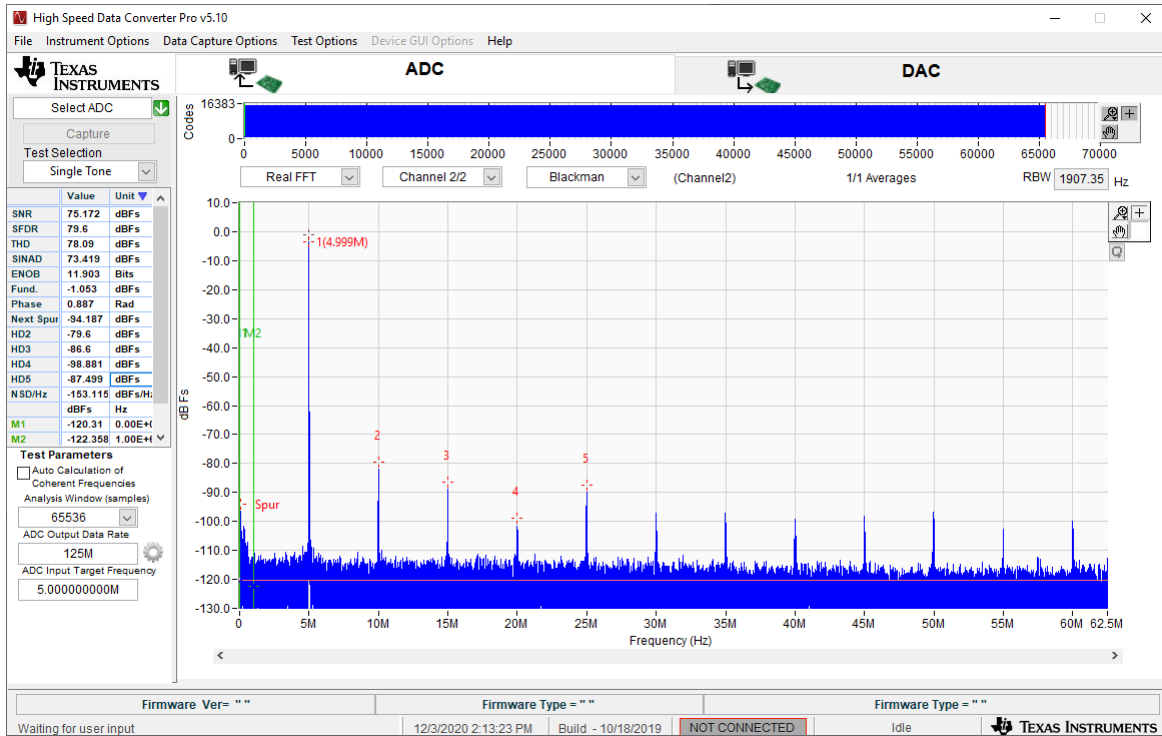 High Speed Data Converter Pro v5.10
File Instrument Options Data Capture Options Test Options Device GUI Options Help
TEXAS INSTRUMENTS
ADC
DAC
Select ADC
Capture
Test Selection
Single Tone
Value Unit
SNR 75.172 dBFs
SFDR 79.6 dBFs
THD 78.09 dBFs
SINAD 73.419 dBFs
ENOB 11.903 Bits
Fund. -1.053 dBFs
Phase 0.887 Rad
Next Spur -94.187 dBFs
HD2 -79.6 dBFs
HD3 -86.6 dBFs
HD4 -98.881 dBFs
HD5 -87.499 dBFs
NSD/Hz -153.115 dBFs/H
dBFs Hz
M1 -120.31 0.00E+
M2 -122.358 1.00E+
Test Parameters
Auto Calculation of
Coherent Frequencies
Analysis Window (samples)
65536
ADC Output Data Rate
125M
ADC Input Target Frequency
5.000000000M
Codes
16383
0
0 5000 10000 15000 20000 25000 30000 35000 40000 45000 50000 55000 60000 65000 70000
Real FFT Channel 2/2 Blackman (Channel2) 1/1 Averages RBW 1907.35 Hz
dB Fs
10.0
0.0
-10.0
-20.0
-30.0
-40.0
-50.0
-60.0
-70.0
-80.0
-90.0
-100.0
-110.0
-120.0
-130.0
1(4.999M)
M2
2
3
4
5
Spur
0 5M 10M 15M 20M 25M 30M 35M 40M 45M 50M 55M 60M 62.5M
Frequency (Hz)
Firmware Ver= " " Firmware Type = " " Firmware Type = " "
Waiting for user input 12/3/2020 2:13:23 PM Build - 10/18/2019 NOT CONNECTED Idle TEXAS INSTRUMENTS